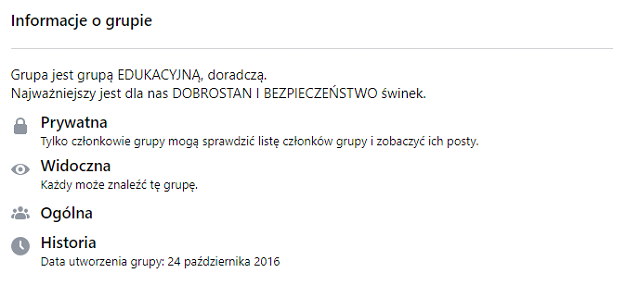 Informacje o grupie
Grupa jest grupą EDUKACYJNĄ, doradczą.
Najważniejszy jest dla nas DOBROSTAN I BEZPIECZEŃSTWO świnek.
Prywatna
Tylko członkowie grupy mogą sprawdzić listę członków grupy i zobaczyć ich posty.
Widoczna
Każdy może znaleźć tę grupę.
Ogólna
Historia
Data utworzenia grupy: 24 października 2016